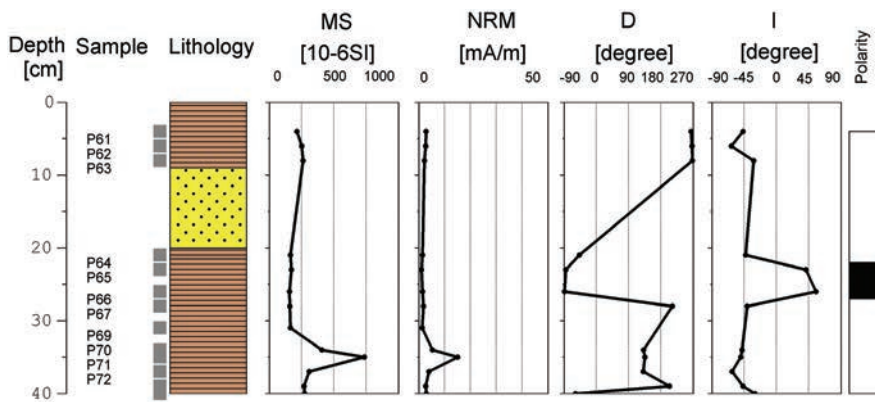 MS NRM D I
Depth Sample Lithology
[cm] [10-6SI] [mA/m] [degree] [degree]
Polarity
0 500 1000 0 50 -90 0 90 180 270 -90 -45 0 45 90
0
P61
P62
P63
10
20
P64
P65
P66
P67
30
P69
P70
P71
P72
40